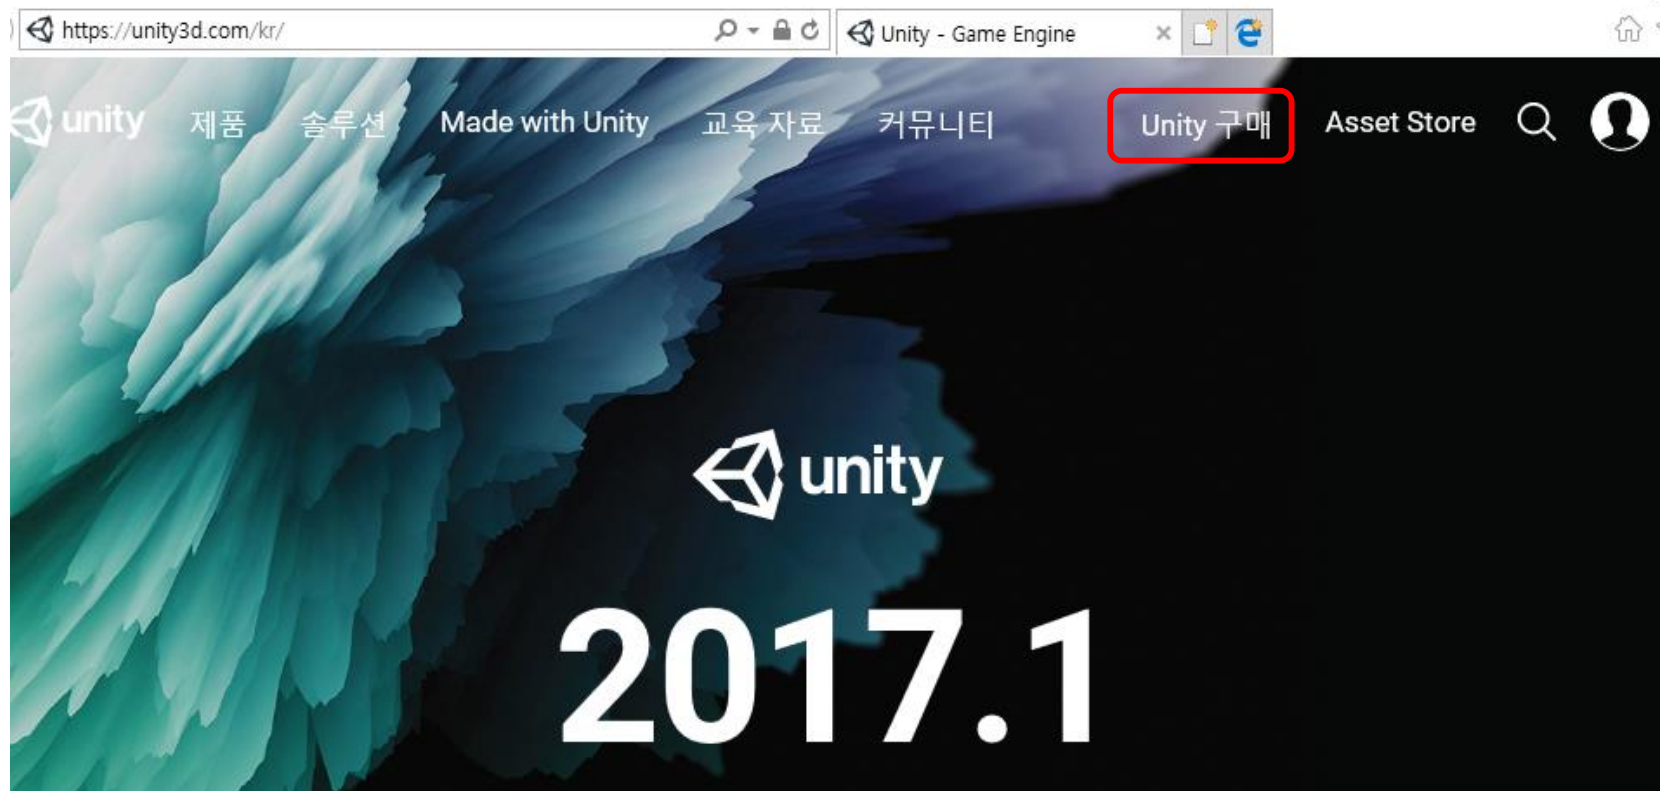 https://unity3d.com/kr/
Unity - Game Engine
unity 제품 솔루션 Made with Unity 교육 자료 커뮤니티 Unity 구매 Asset Store
unity
2017.1